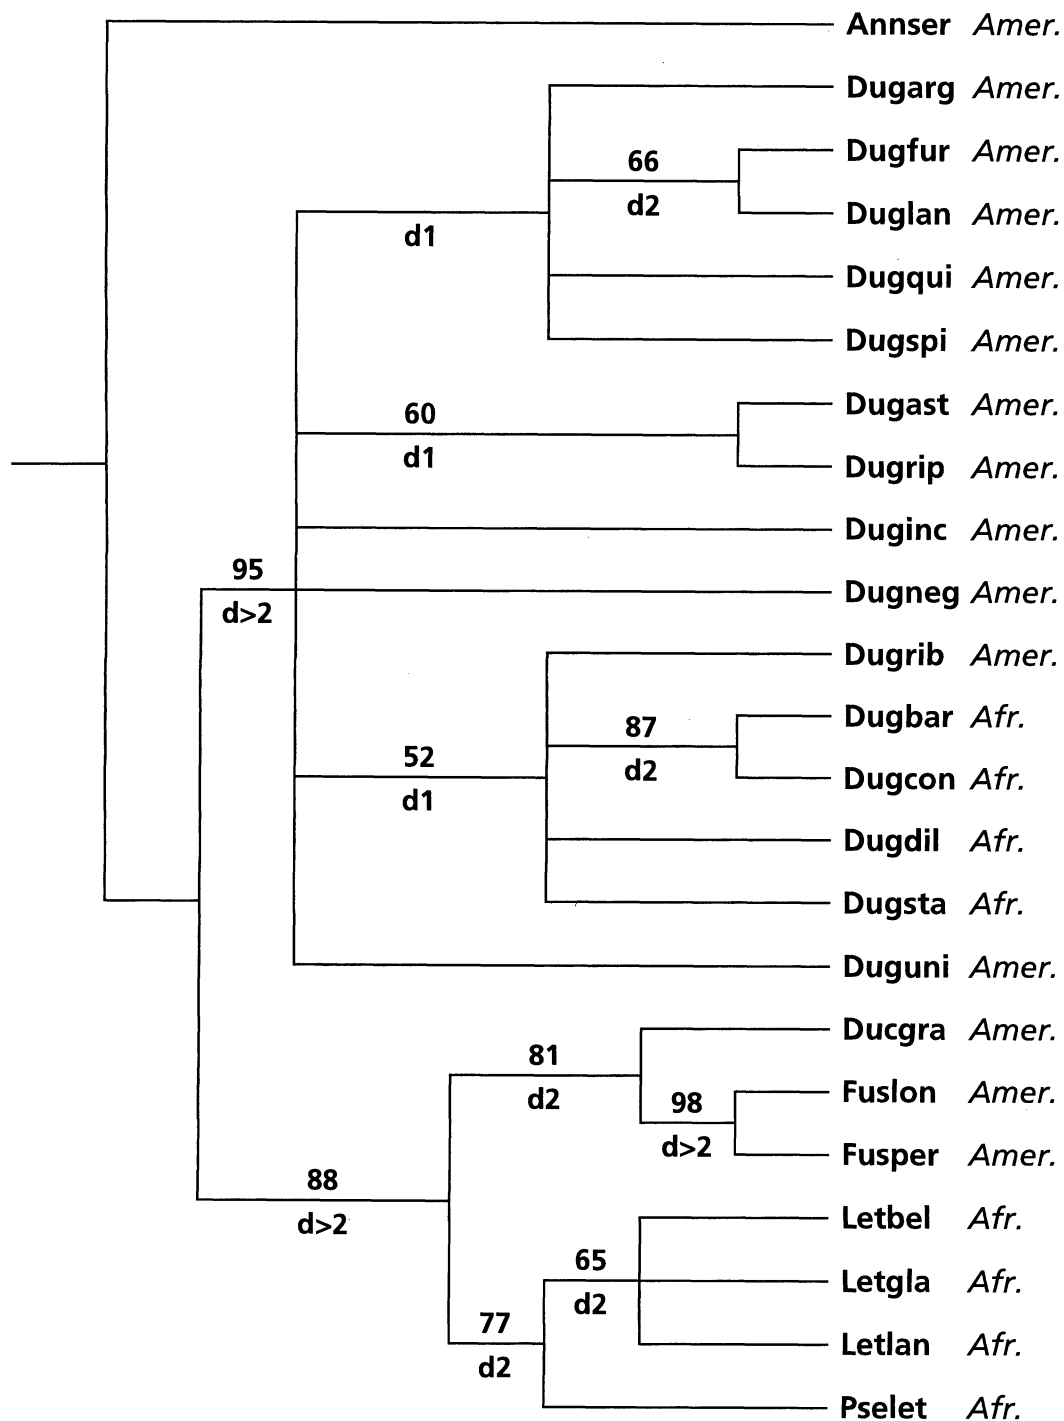 Annser Amer.
Dugarg Amer.
66 Dugfur Amer.
d2 Duglan Amer.
d1
Dugqui Amer.
Dugspi Amer.
60 Dugast Amer.
d1 Dugrip Amer.
Duginc Amer.
95
d>2 Dugneg Amer.
Dugrib Amer.
87 Dugbar Afr.
52 d2 Dugcon Afr.
d1
Dugdil Afr.
Dugsta Afr.
Duguni Amer.
Ducgra Amer.
81
d2 98 Fuslon Amer.
d>2 Fusper Amer.
88
d>2 Letbel Afr.
65 Letgla Afr.
d2
77 Letlan Afr.
d2
Pselet Afr.